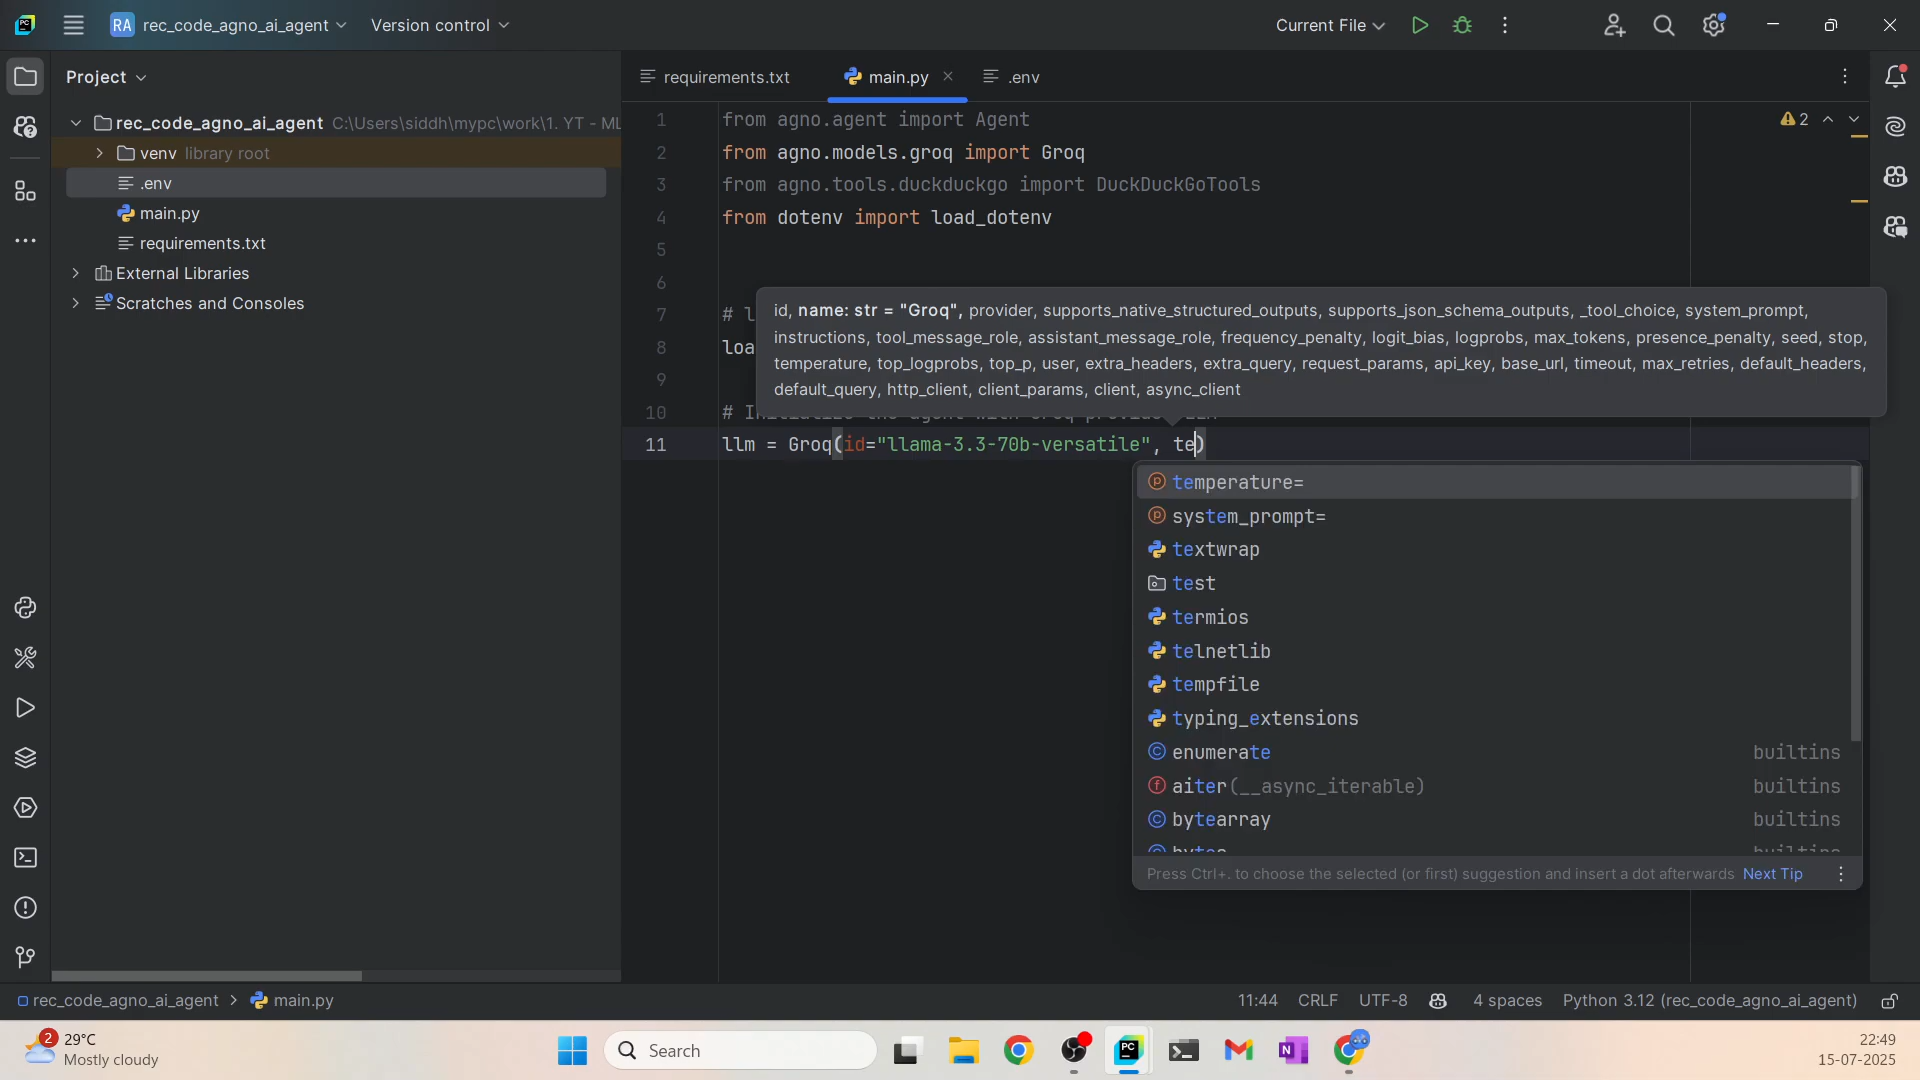 RA rec_code_agno_ai_agent Version control Current File
Project
requirements.txt main.py .env
rec_code_agno_ai_agent C:\Users\siddh\mypc\work\1. YT - ML
venv library root
.env
main.py
requirements.txt
External Libraries
Scratches and Consoles
2
1 from agno.agent import Agent
2 from agno.models.groq import Groq
3 from agno.tools.duckduckgo import DuckDuckGoTools
4 from dotenv import load_dotenv
5
6
7 # l
8 loa
9
10 #
11 llm = Groq(id="llama-3.3-70b-versatile", te)
id, name: str = "Groq", provider, supports_native_structured_outputs, supports_json_schema_outputs, _tool_choice, system_prompt,
instructions, tool_message_role, assistant_message_role, frequency_penalty, logit_bias, logprobs, max_tokens, presence_penalty, seed, stop,
temperature, top_logprobs, top_p, user, extra_headers, extra_query, request_params, api_key, base_url, timeout, max_retries, default_headers,
default_query, http_client, client_params, client, async_client
temperature=
system_prompt=
textwrap
test
termios
telnetlib
tempfile
typing_extensions
enumerate builtins
aiter(__async_iterable) builtins
bytearray builtins
Press Ctrl+. to choose the selected (or first) suggestion and insert a dot afterwards Next Tip
rec_code_agno_ai_agent > main.py 11:44 CRLF UTF-8 4 spaces Python 3.12 (rec_code_agno_ai_agent)
2
29°C
Mostly cloudy
Search
22:49
15-07-2025